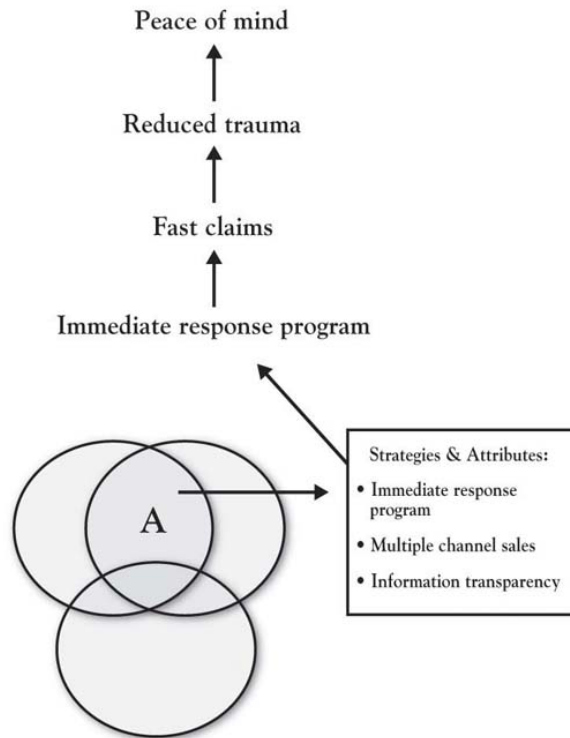 Peace of mind
Reduced trauma
Fast claims
Immediate response program
Strategies & Attributes:
• Immediate response
program
• Multiple channel sales
• Information transparency
A